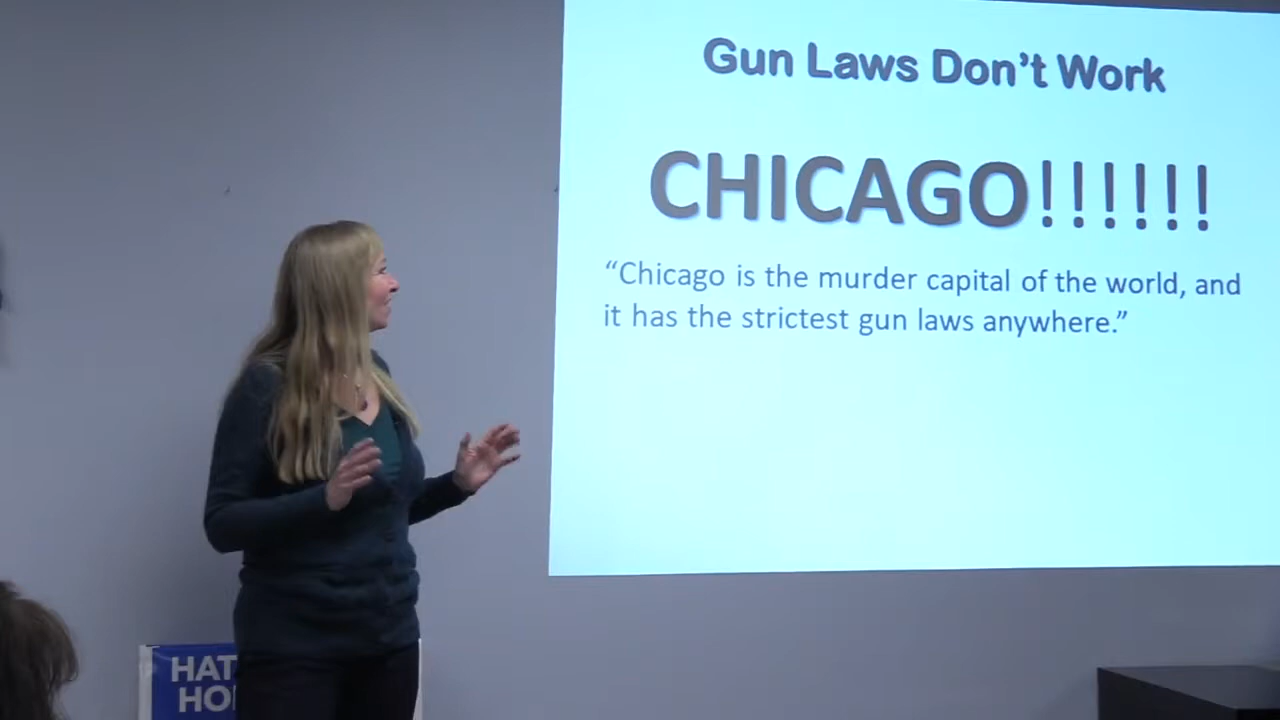 Gun Laws Don't Work
CHICAGO!!!!!!
“Chicago is the murder capital of the world, and
it has the strictest gun laws anywhere.”
HAT
HO